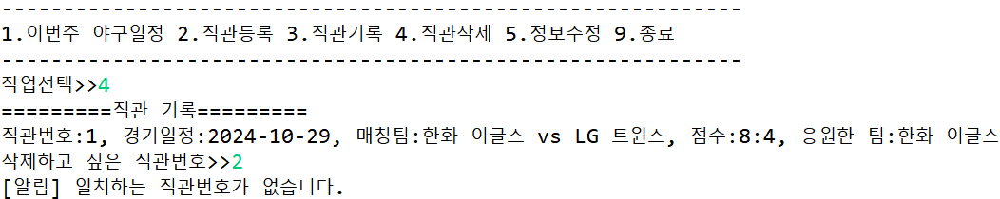 ------------------------------------------------------------
1.이번주 야구일정 2.직관등록 3.직관기록 4.직관삭제 5.정보수정 9.종료
------------------------------------------------------------
작업선택>>4
=========직관 기록=========
직관번호:1, 경기일정:2024-10-29, 매칭팀:한화 이글스 vs LG 트윈스, 점수:8:4, 응원한 팀:한화 이글스
삭제하고 싶은 직관번호>>2
[알림] 일치하는 직관번호가 없습니다.